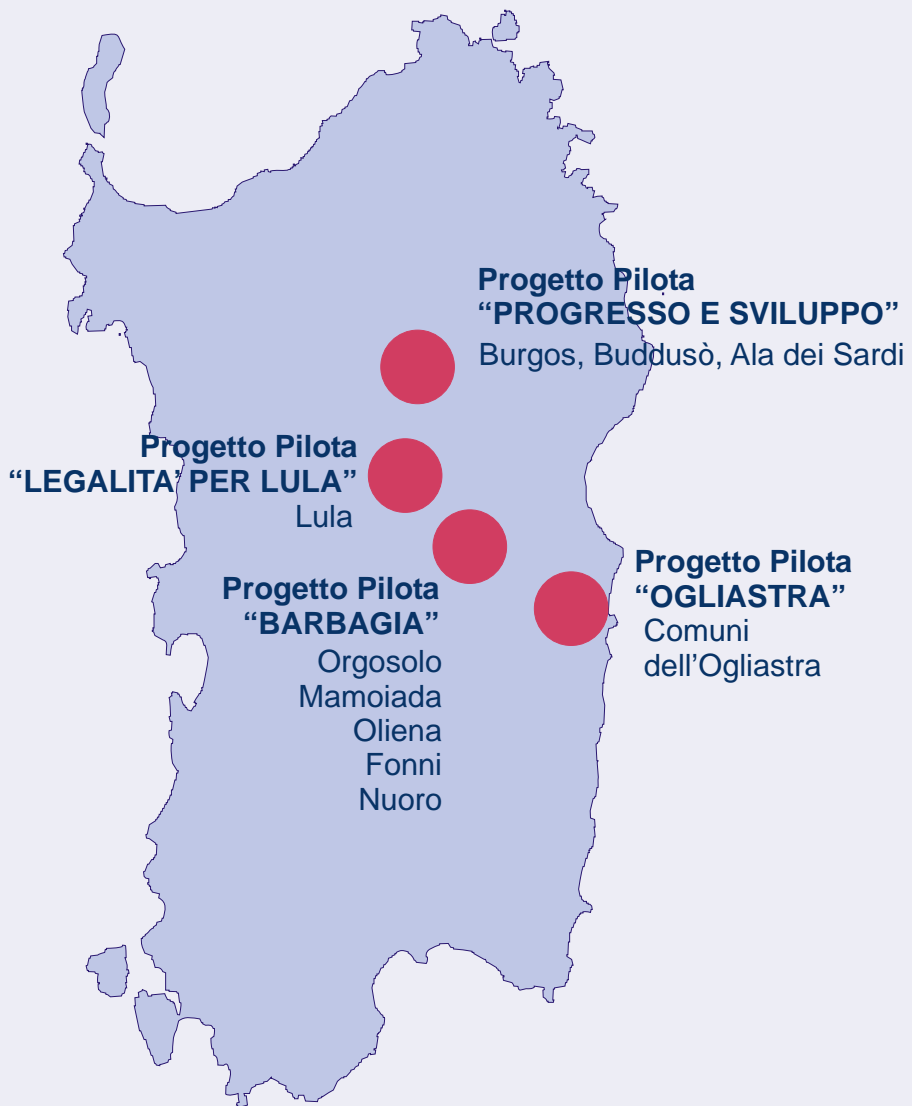 Progetto Pilota
“PROGRESSO E SVILUPPO”
Burgos, Buddusò, Ala dei Sardi
Progetto Pilota
“LEGALITA’ PER LULA”
Lula
Progetto Pilota
“BARBAGIA”
Orgosolo
Mamoiada
Oliena
Fonni
Nuoro
Progetto Pilota
“OGLIASTRA”
Comuni
dell’Ogliastra